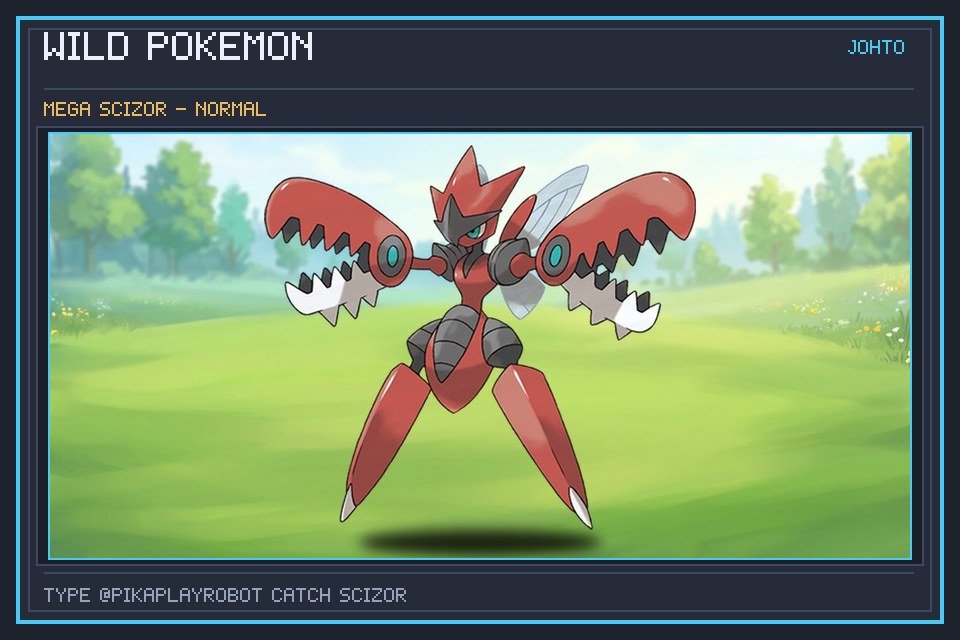 WILD POKEMON
JOHTO
MEGA SCIZOR - NORMAL
TYPE @PIKAPLAYROBOT CATCH SCIZOR